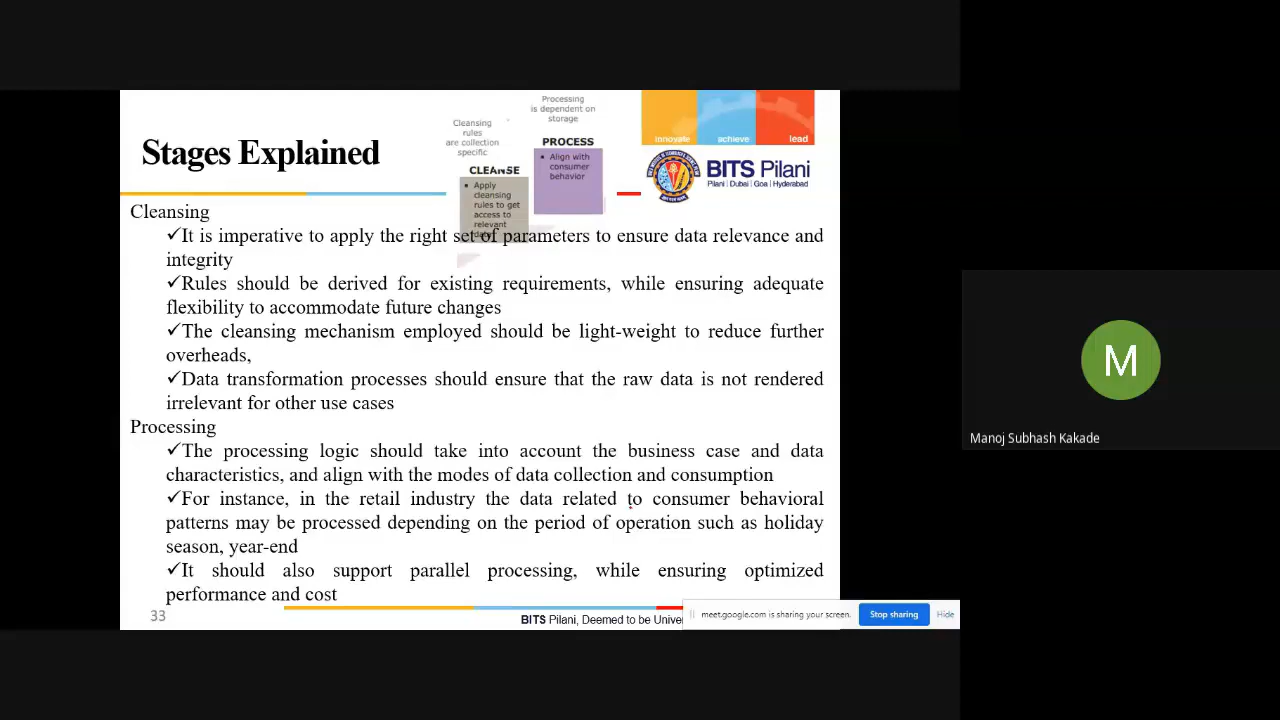 Processing
is dependent on
storage
Cleansing
rules
are collection
specific
PROCESS
▪ Align with
consumer
behavior
CLEANSE
▪ Apply
cleansing
rules to get
access to
relevant
data
innovate
achieve
lead
BITS Pilani
Pilani | Dubai | Goa | Hyderabad
Stages Explained
Cleansing
✓It is imperative to apply the right set of parameters to ensure data relevance and
integrity
✓Rules should be derived for existing requirements, while ensuring adequate
flexibility to accommodate future changes
✓The cleansing mechanism employed should be light-weight to reduce further
overheads,
✓Data transformation processes should ensure that the raw data is not rendered
irrelevant for other use cases
Processing
✓The processing logic should take into account the business case and data
characteristics, and align with the modes of data collection and consumption
✓For instance, in the retail industry the data related to consumer behavioral
patterns may be processed depending on the period of operation such as holiday
season, year-end
✓It should also support parallel processing, while ensuring optimized
performance and cost
33
BITS Pilani, Deemed to be Univer
meet.google.com is sharing your screen.
Stop sharing
Hide
M
Manoj Subhash Kakade